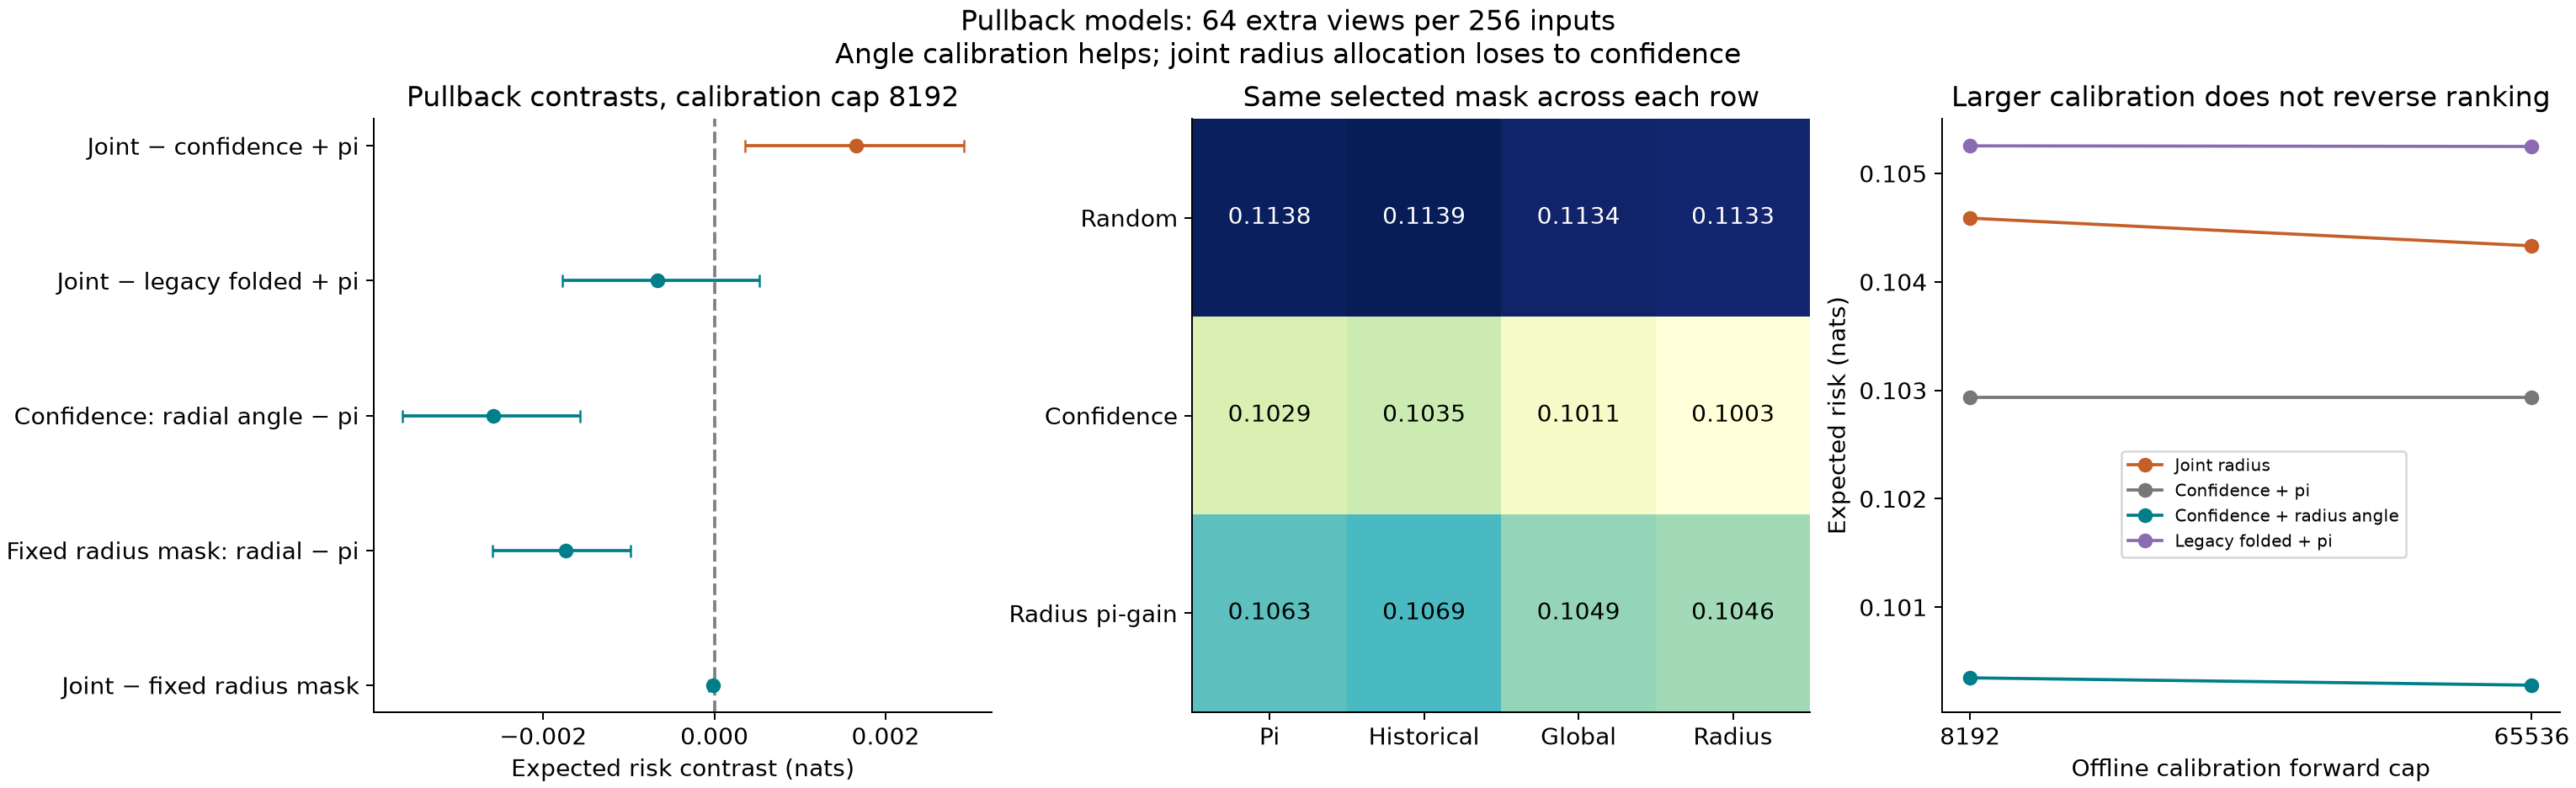 Pullback models: 64 extra views per 256 inputs
Angle calibration helps; joint radius allocation loses to confidence
Pullback contrasts, calibration cap 8192
Joint − confidence + pi
Joint − legacy folded + pi
Confidence: radial angle − pi
Fixed radius mask: radial − pi
Joint − fixed radius mask
−0.002 0.000 0.002
Expected risk contrast (nats)
Same selected mask across each row
Random 0.1138 0.1139 0.1134 0.1133
Confidence 0.1029 0.1035 0.1011 0.1003
Radius pi-gain 0.1063 0.1069 0.1049 0.1046
Pi Historical Global Radius
Larger calibration does not reverse ranking
Expected risk (nats)
0.105
0.104
0.103
0.102
0.101
Joint radius
Confidence + pi
Confidence + radius angle
Legacy folded + pi
8192 65536
Offline calibration forward cap